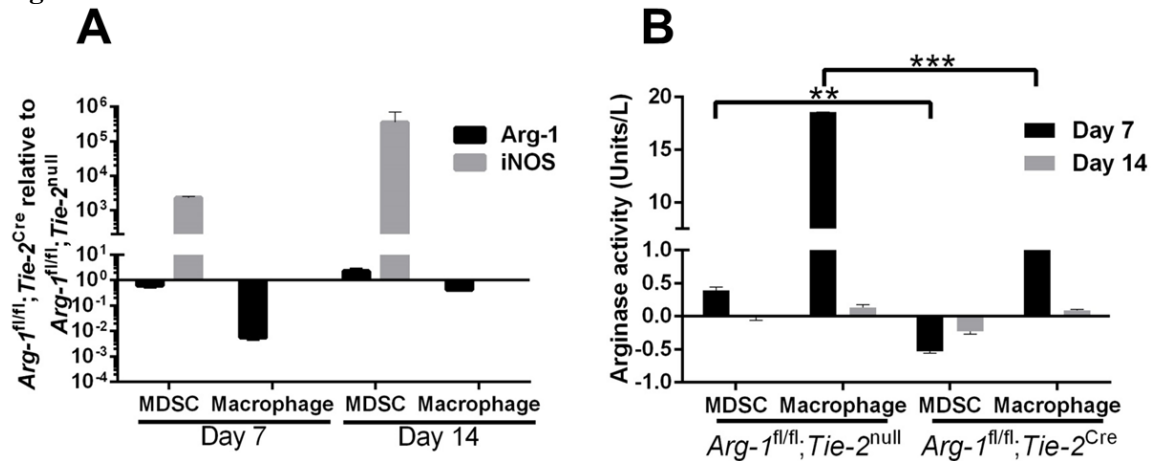 A
B
Arg-1^fl/fl;Tie-2^Cre relative to
Arg-1^fl/fl;Tie-2^null
10^6
10^5
10^4
10^3
10^1
10^0
10^-1
10^-2
10^-3
10^-4
Arg-1
iNOS
MDSC Macrophage MDSC Macrophage
Day 7 Day 14
Arginase activity (Units/L)
20
15
10
1.0
0.5
0.0
-0.5
-1.0
***
**
Day 7
Day 14
MDSC Macrophage MDSC Macrophage
Arg-1^fl/fl;Tie-2^null Arg-1^fl/fl;Tie-2^Cre